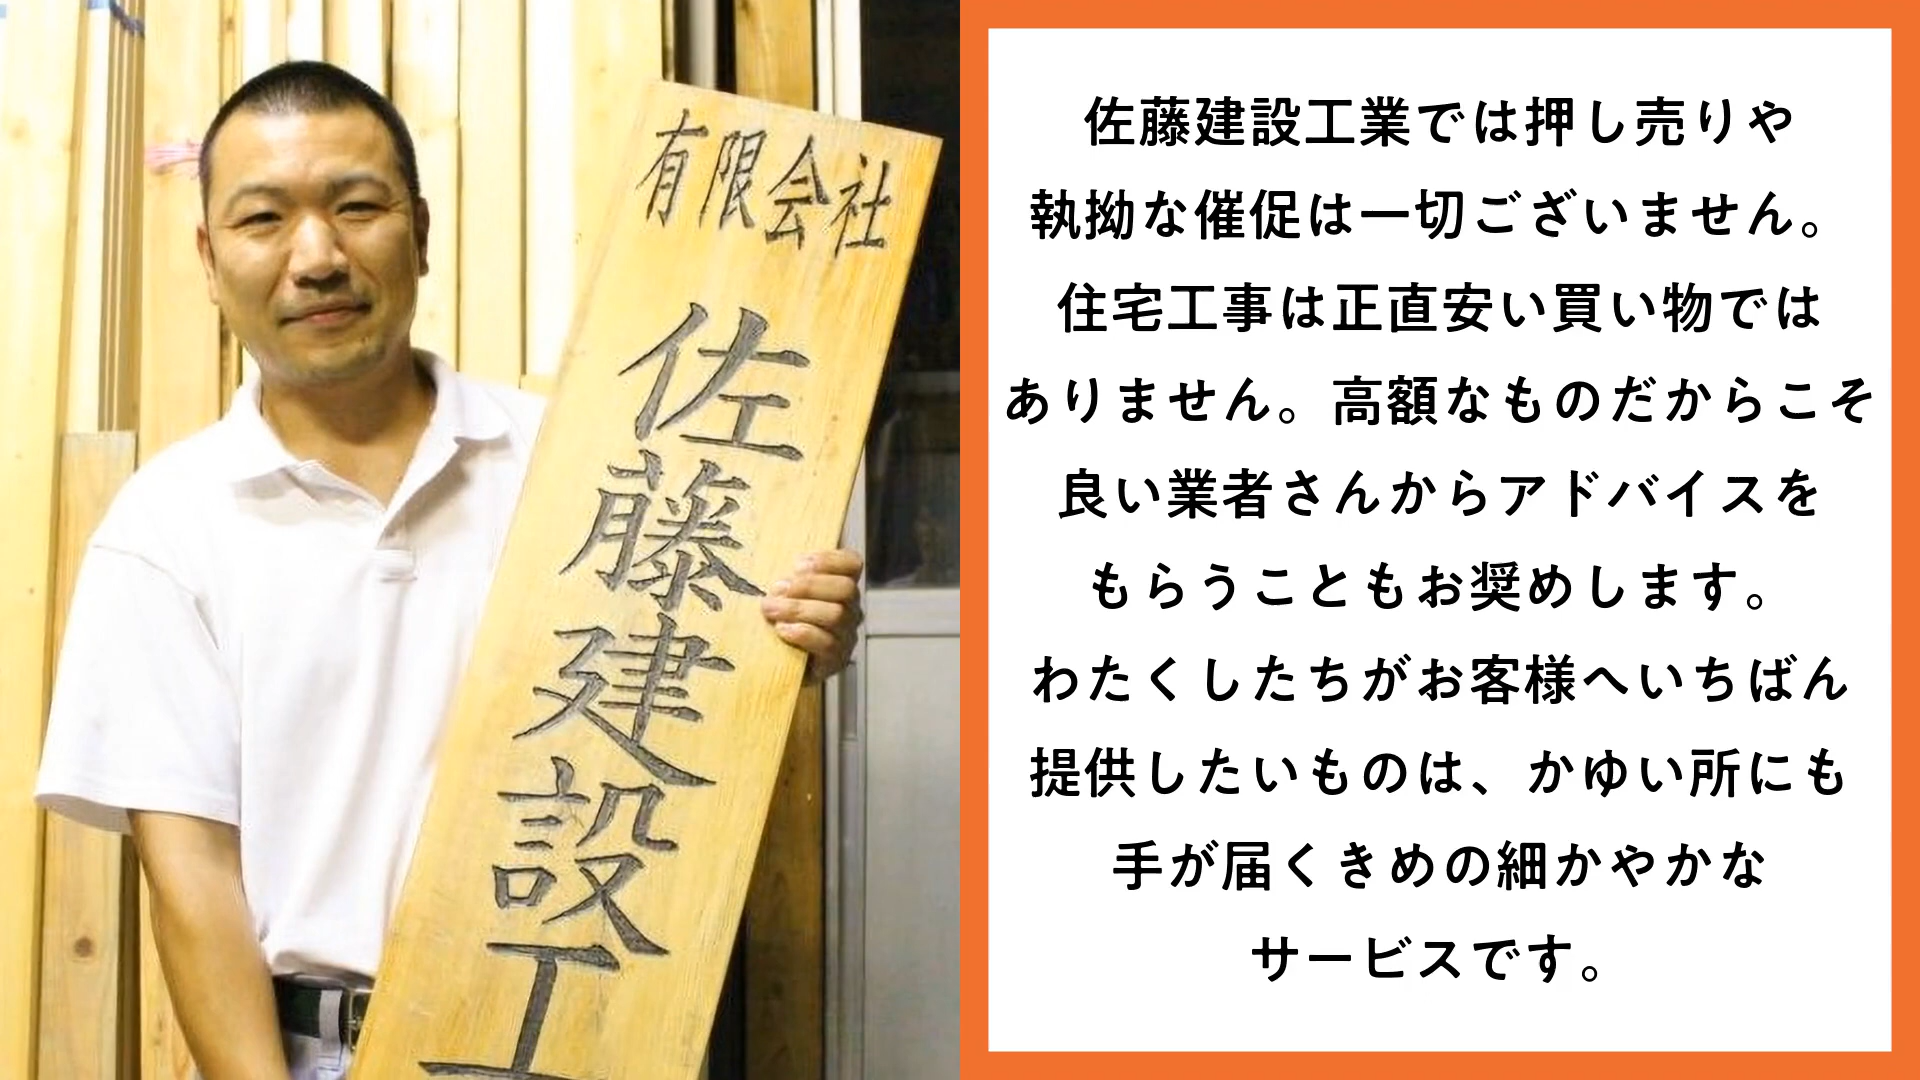 有限会社
佐藤建設工
佐藤建設工業では押し売りや
執拗な催促は一切ございません。
住宅工事は正直安い買い物では
ありません。高額なものだからこそ
良い業者さんからアドバイスを
もらうこともお奨めします。
わたくしたちがお客様へいちばん
提供したいものは、かゆい所にも
手が届くきめの細かやかな
サービスです。